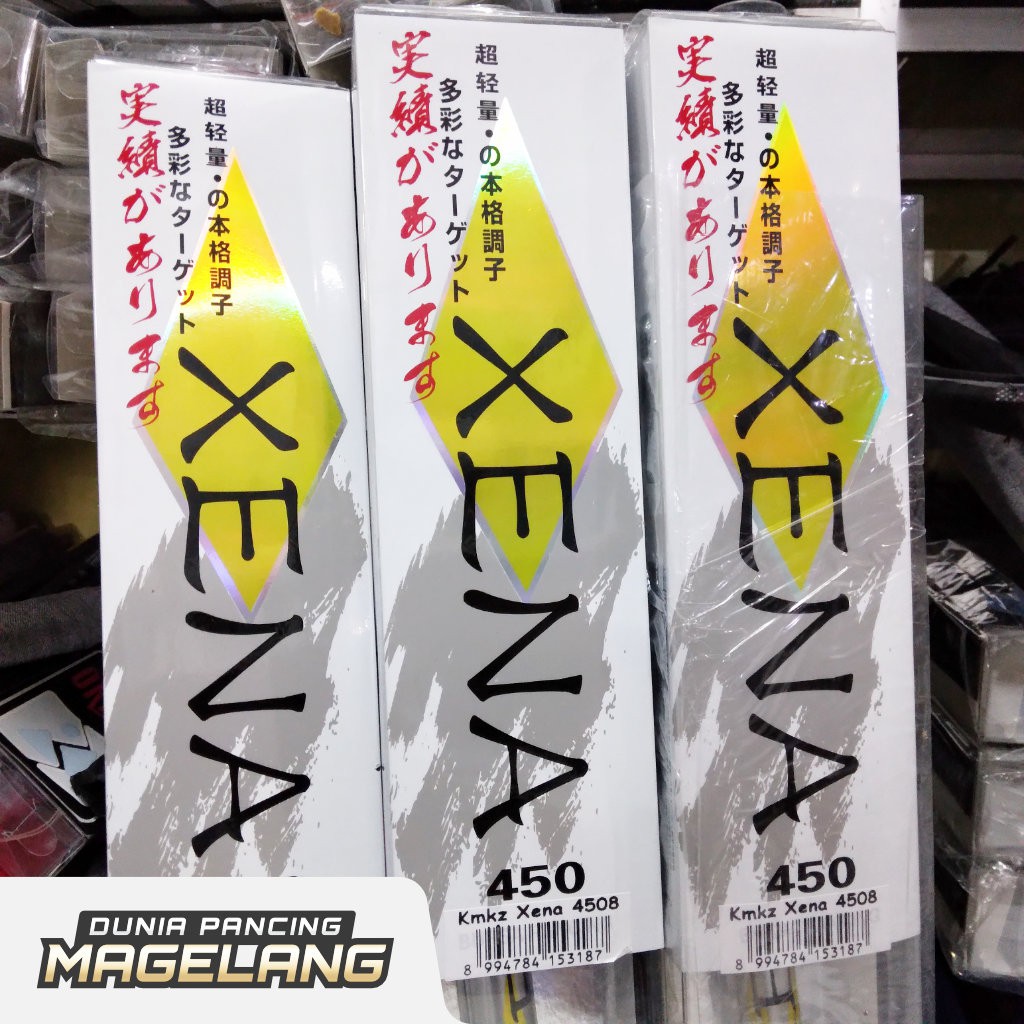 実績があります
超轻量・の本格調子
多彩なターゲット
XENA
実績があります
超轻量・の本格調子
多彩なターゲット
XENA
450
Kmkz Xena 4508
8 994784 153187
実績があります
超轻量・の本格調子
多彩なターゲット
XENA
450
Kmkz Xena 4508
8 994784 153187
DUNIA PANCING
MAGELANG